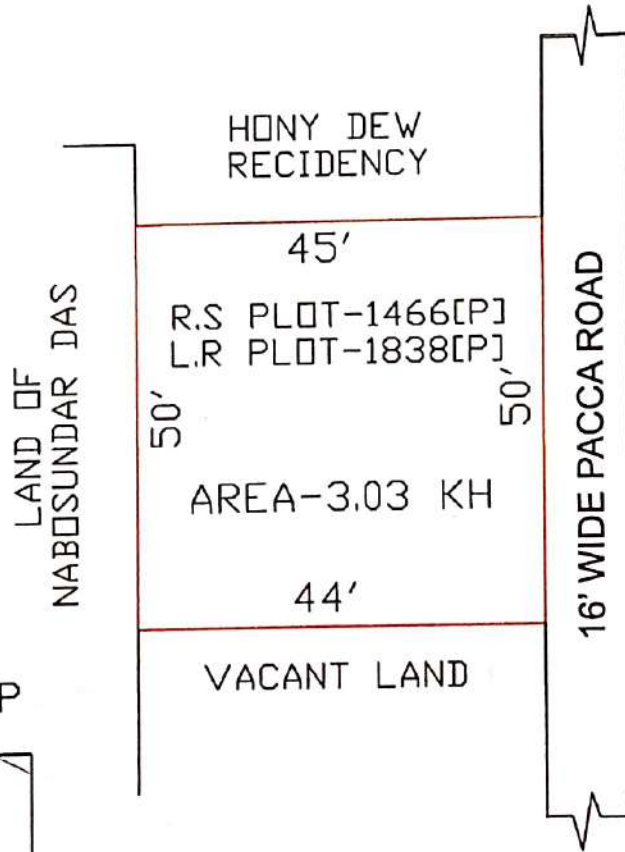 HONY DEW
RECIDENCY
45'
R.S PLOT-1466[P]
L.R PLOT-1838[P]
50'
50'
AREA-3.03 KH
44'
VACANT LAND
LAND OF
NABOSUNDAR DAS
16' WIDE PACCA ROAD
P